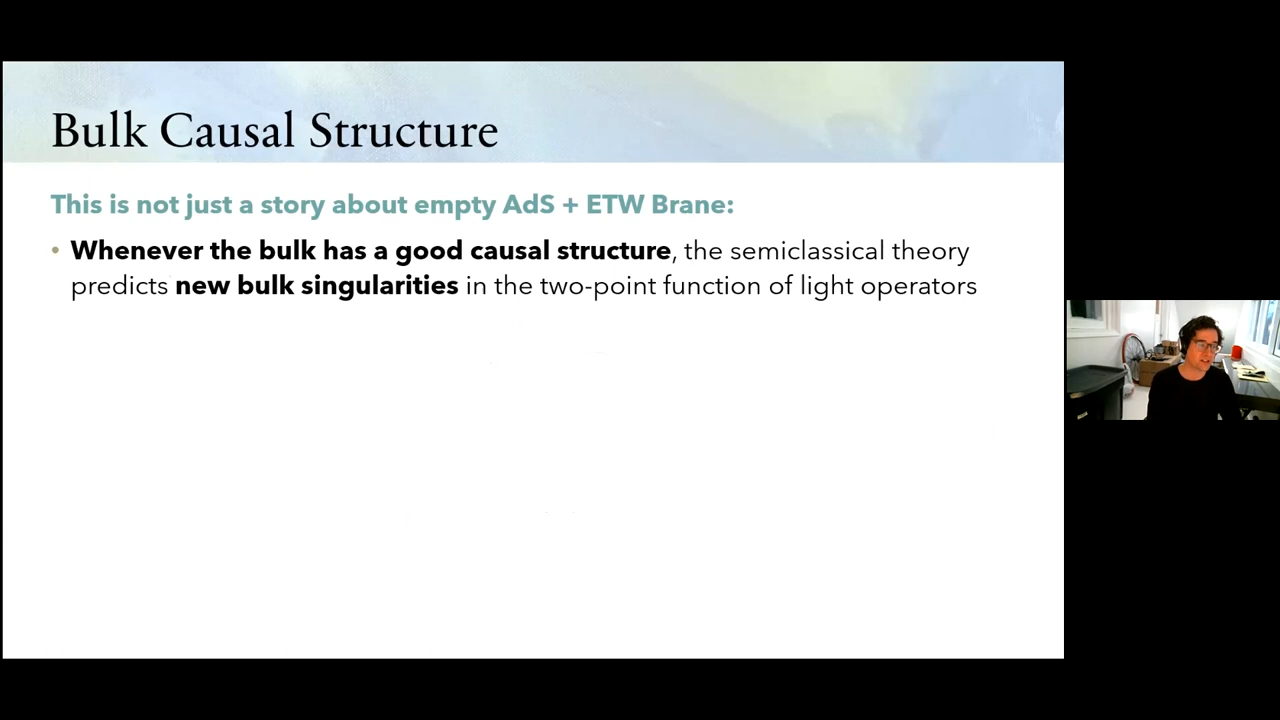 Bulk Causal Structure
This is not just a story about empty AdS + ETW Brane:
• Whenever the bulk has a good causal structure, the semiclassical theory
predicts new bulk singularities in the two-point function of light operators